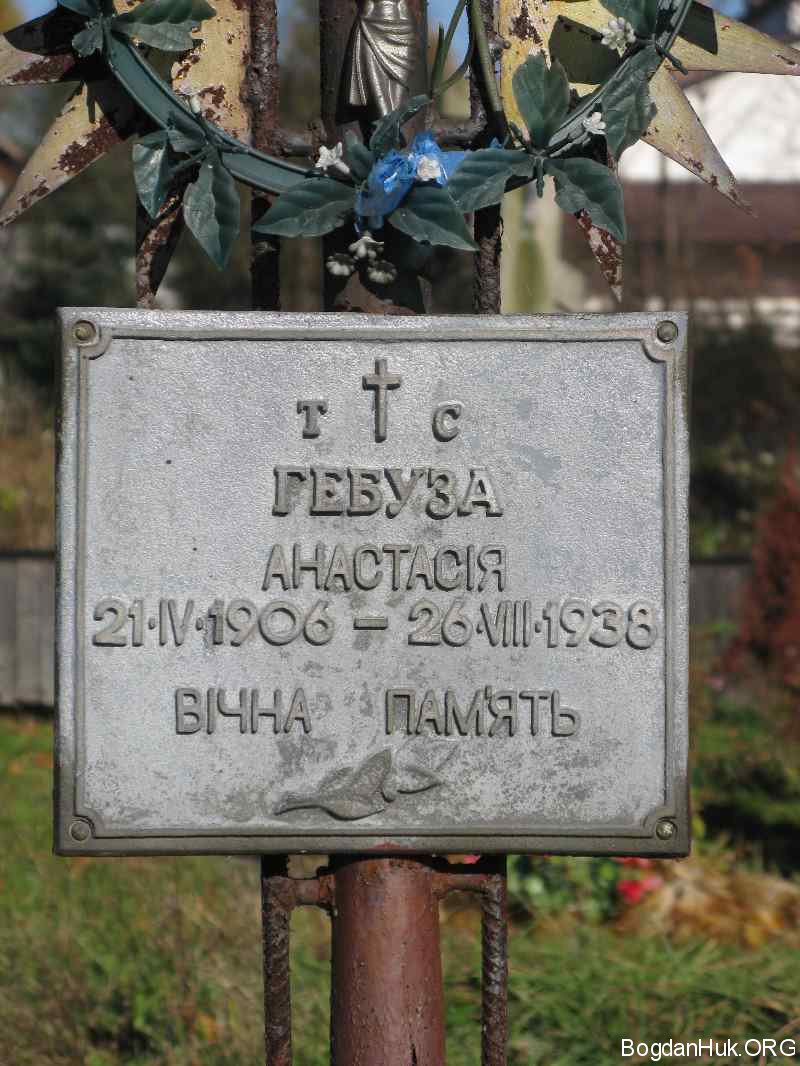 Т С
ГЕБУЗА
АНАСТАСІЯ
21·IV·1906 – 26·VIII·1938
ВІЧНА ПАМ'ЯТЬ
BogdanHuk.ORG